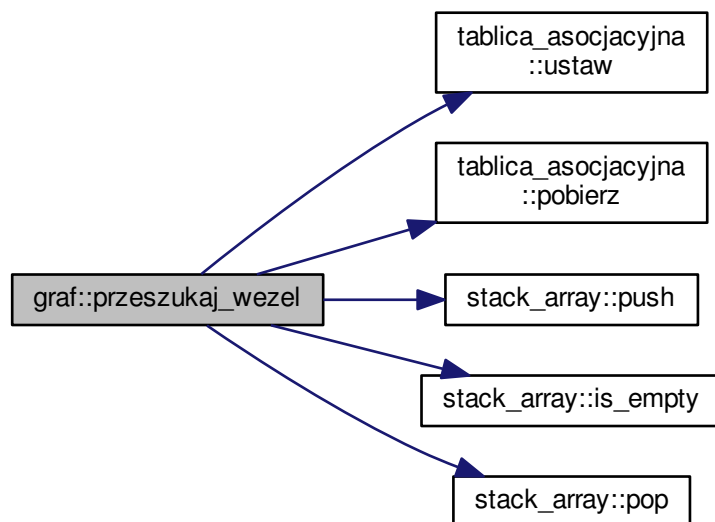 tablica_asocjacyjna
::ustaw
tablica_asocjacyjna
::pobierz
graf::przeszukaj_wezel
stack_array::push
stack_array::is_empty
stack_array::pop